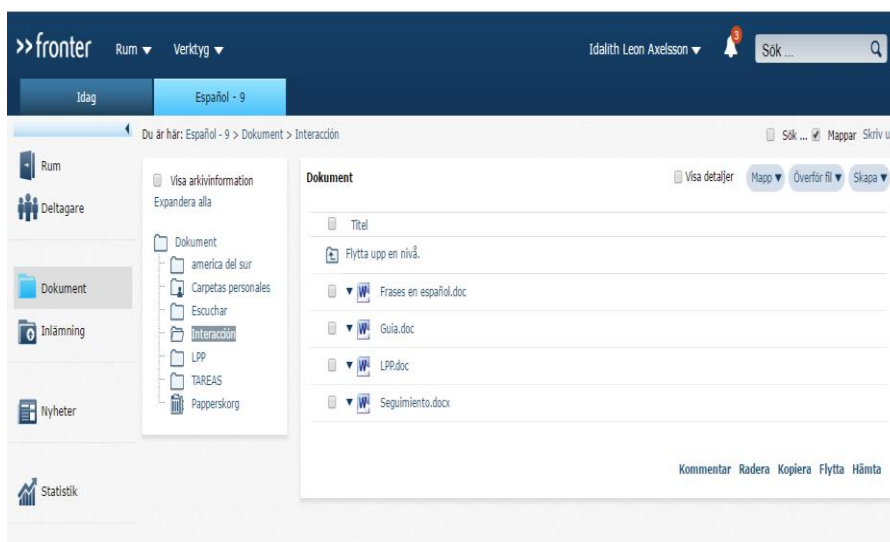 >>fronter Rum ▼ Verktyg ▼ Idalith Leon Axelsson ▼ 3 Sök ...
Idag Español - 9
Du är här: Español - 9 > Dokument > Interacción Sök ... Mappar Skriv u
Rum
Deltagare
Dokument
Inlämning
Nyheter
Statistik
Visa arkivinformation
Expandera alla
Dokument
america del sur
Carpetas personales
Escuchar
Interacción
LPP
TAREAS
Papperskorg
Dokument Visa detaljer Mapp ▼ Överför fil ▼ Skapa ▼
Titel
Flytta upp en nivå.
Frases en español.doc
Guia.doc
LPP.doc
Seguimiento.docx
Kommentar Radera Kopiera Flytta Hämta